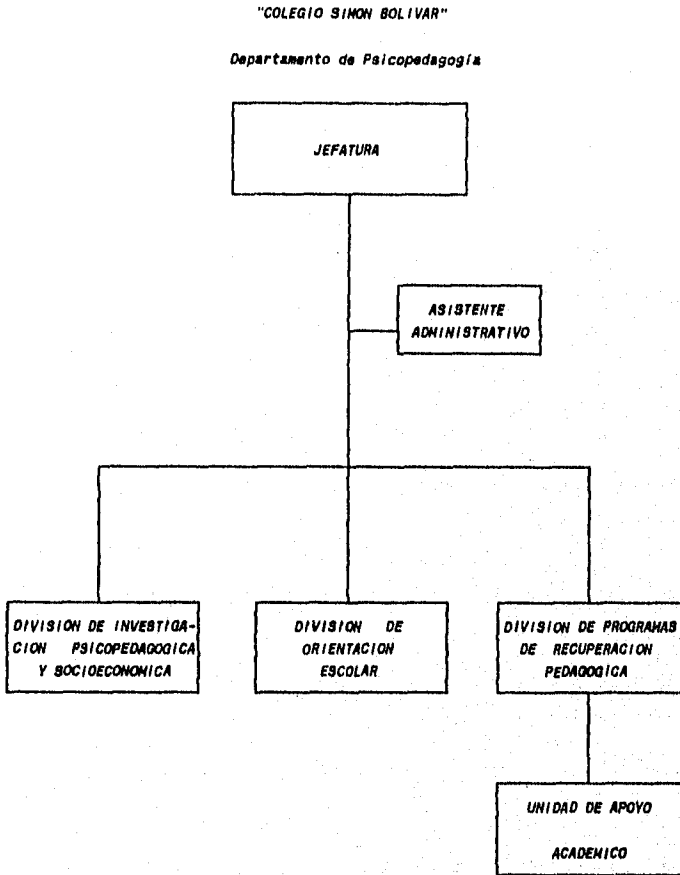 "COLEGIO SIMON BOLIVAR"
Departamento de Psicopedagogía
JEFATURA
ASISTENTE
ADMINISTRATIVO
DIVISION DE INVESTIGA-
CION PSICOPEDAGOGICA
Y SOCIOECONOMICA
DIVISION DE
ORIENTACION
ESCOLAR
DIVISION DE PROGRAMAS
DE RECUPERACION
PEDAGOGICA
UNIDAD DE APOYO
ACADEMICO